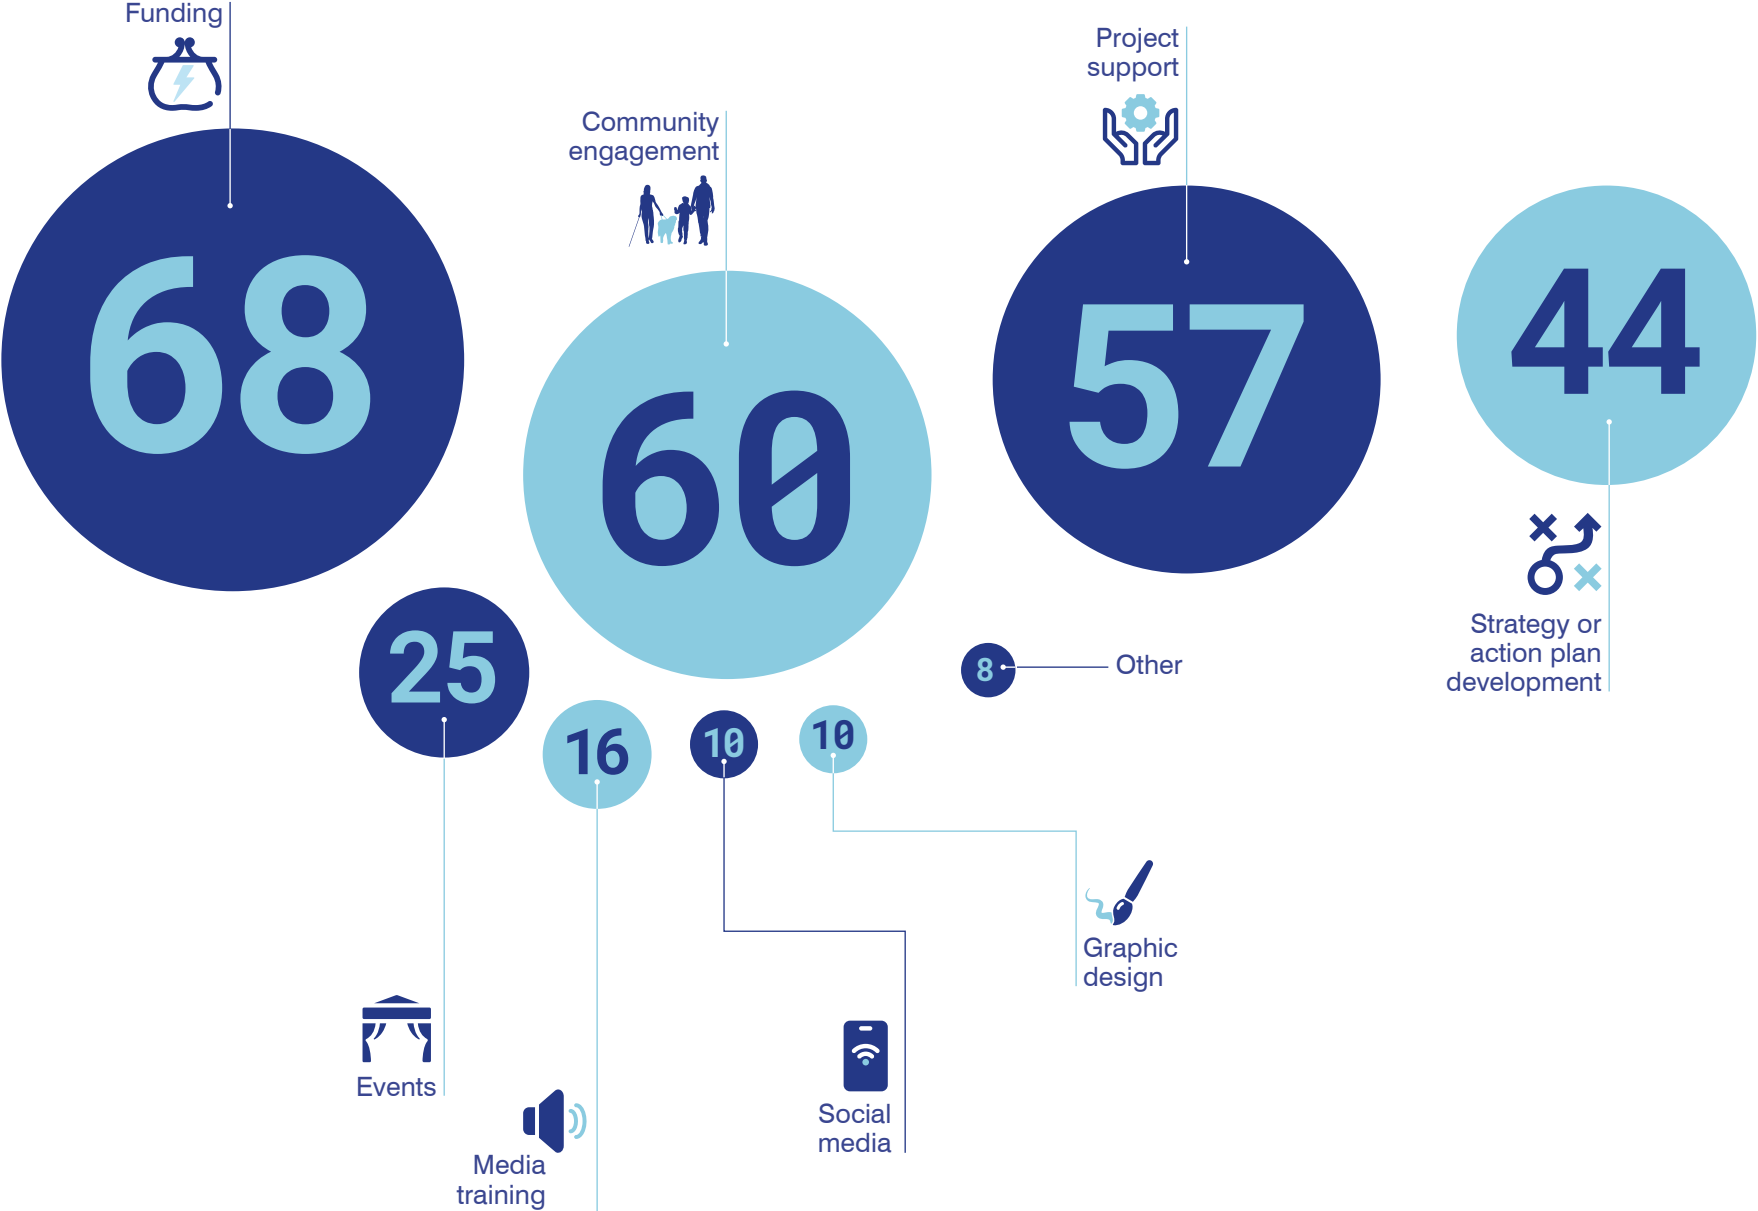 Funding
68
Community
engagement
60
Project
support
57
44
Strategy or
action plan
development
25
Events
16
Media
training
10
Social
media
10
Graphic
design
8
Other